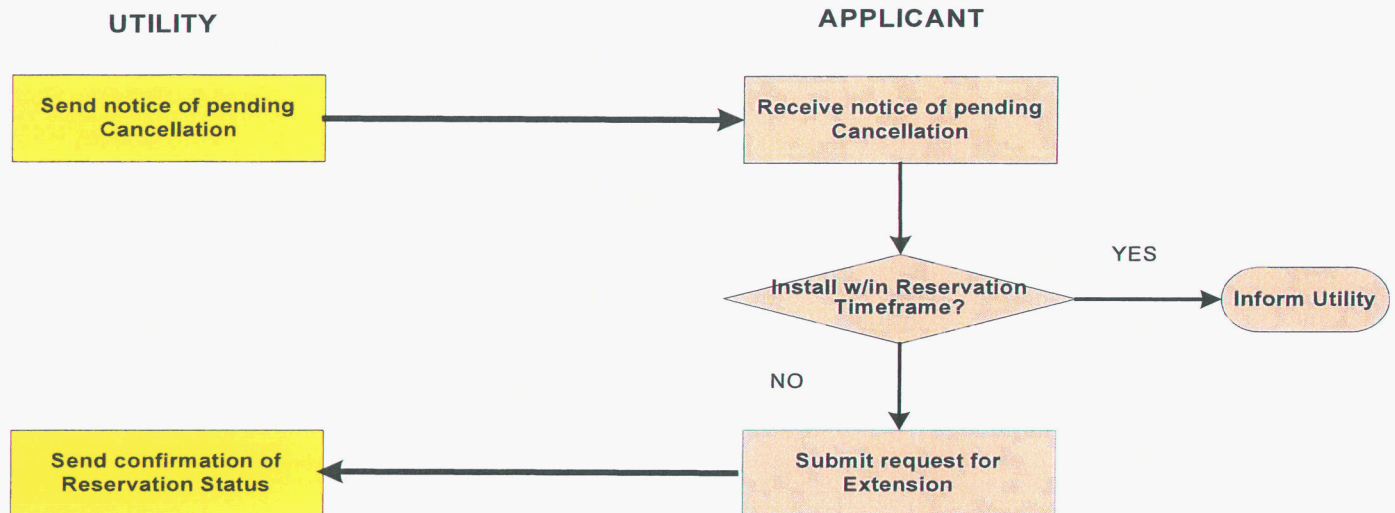 UTILITY
APPLICANT
Send notice of pending
Cancellation
Receive notice of pending
Cancellation
Install w/in Reservation
Timeframe?
YES
Inform Utility
NO
Send confirmation of
Reservation Status
Submit request for
Extension